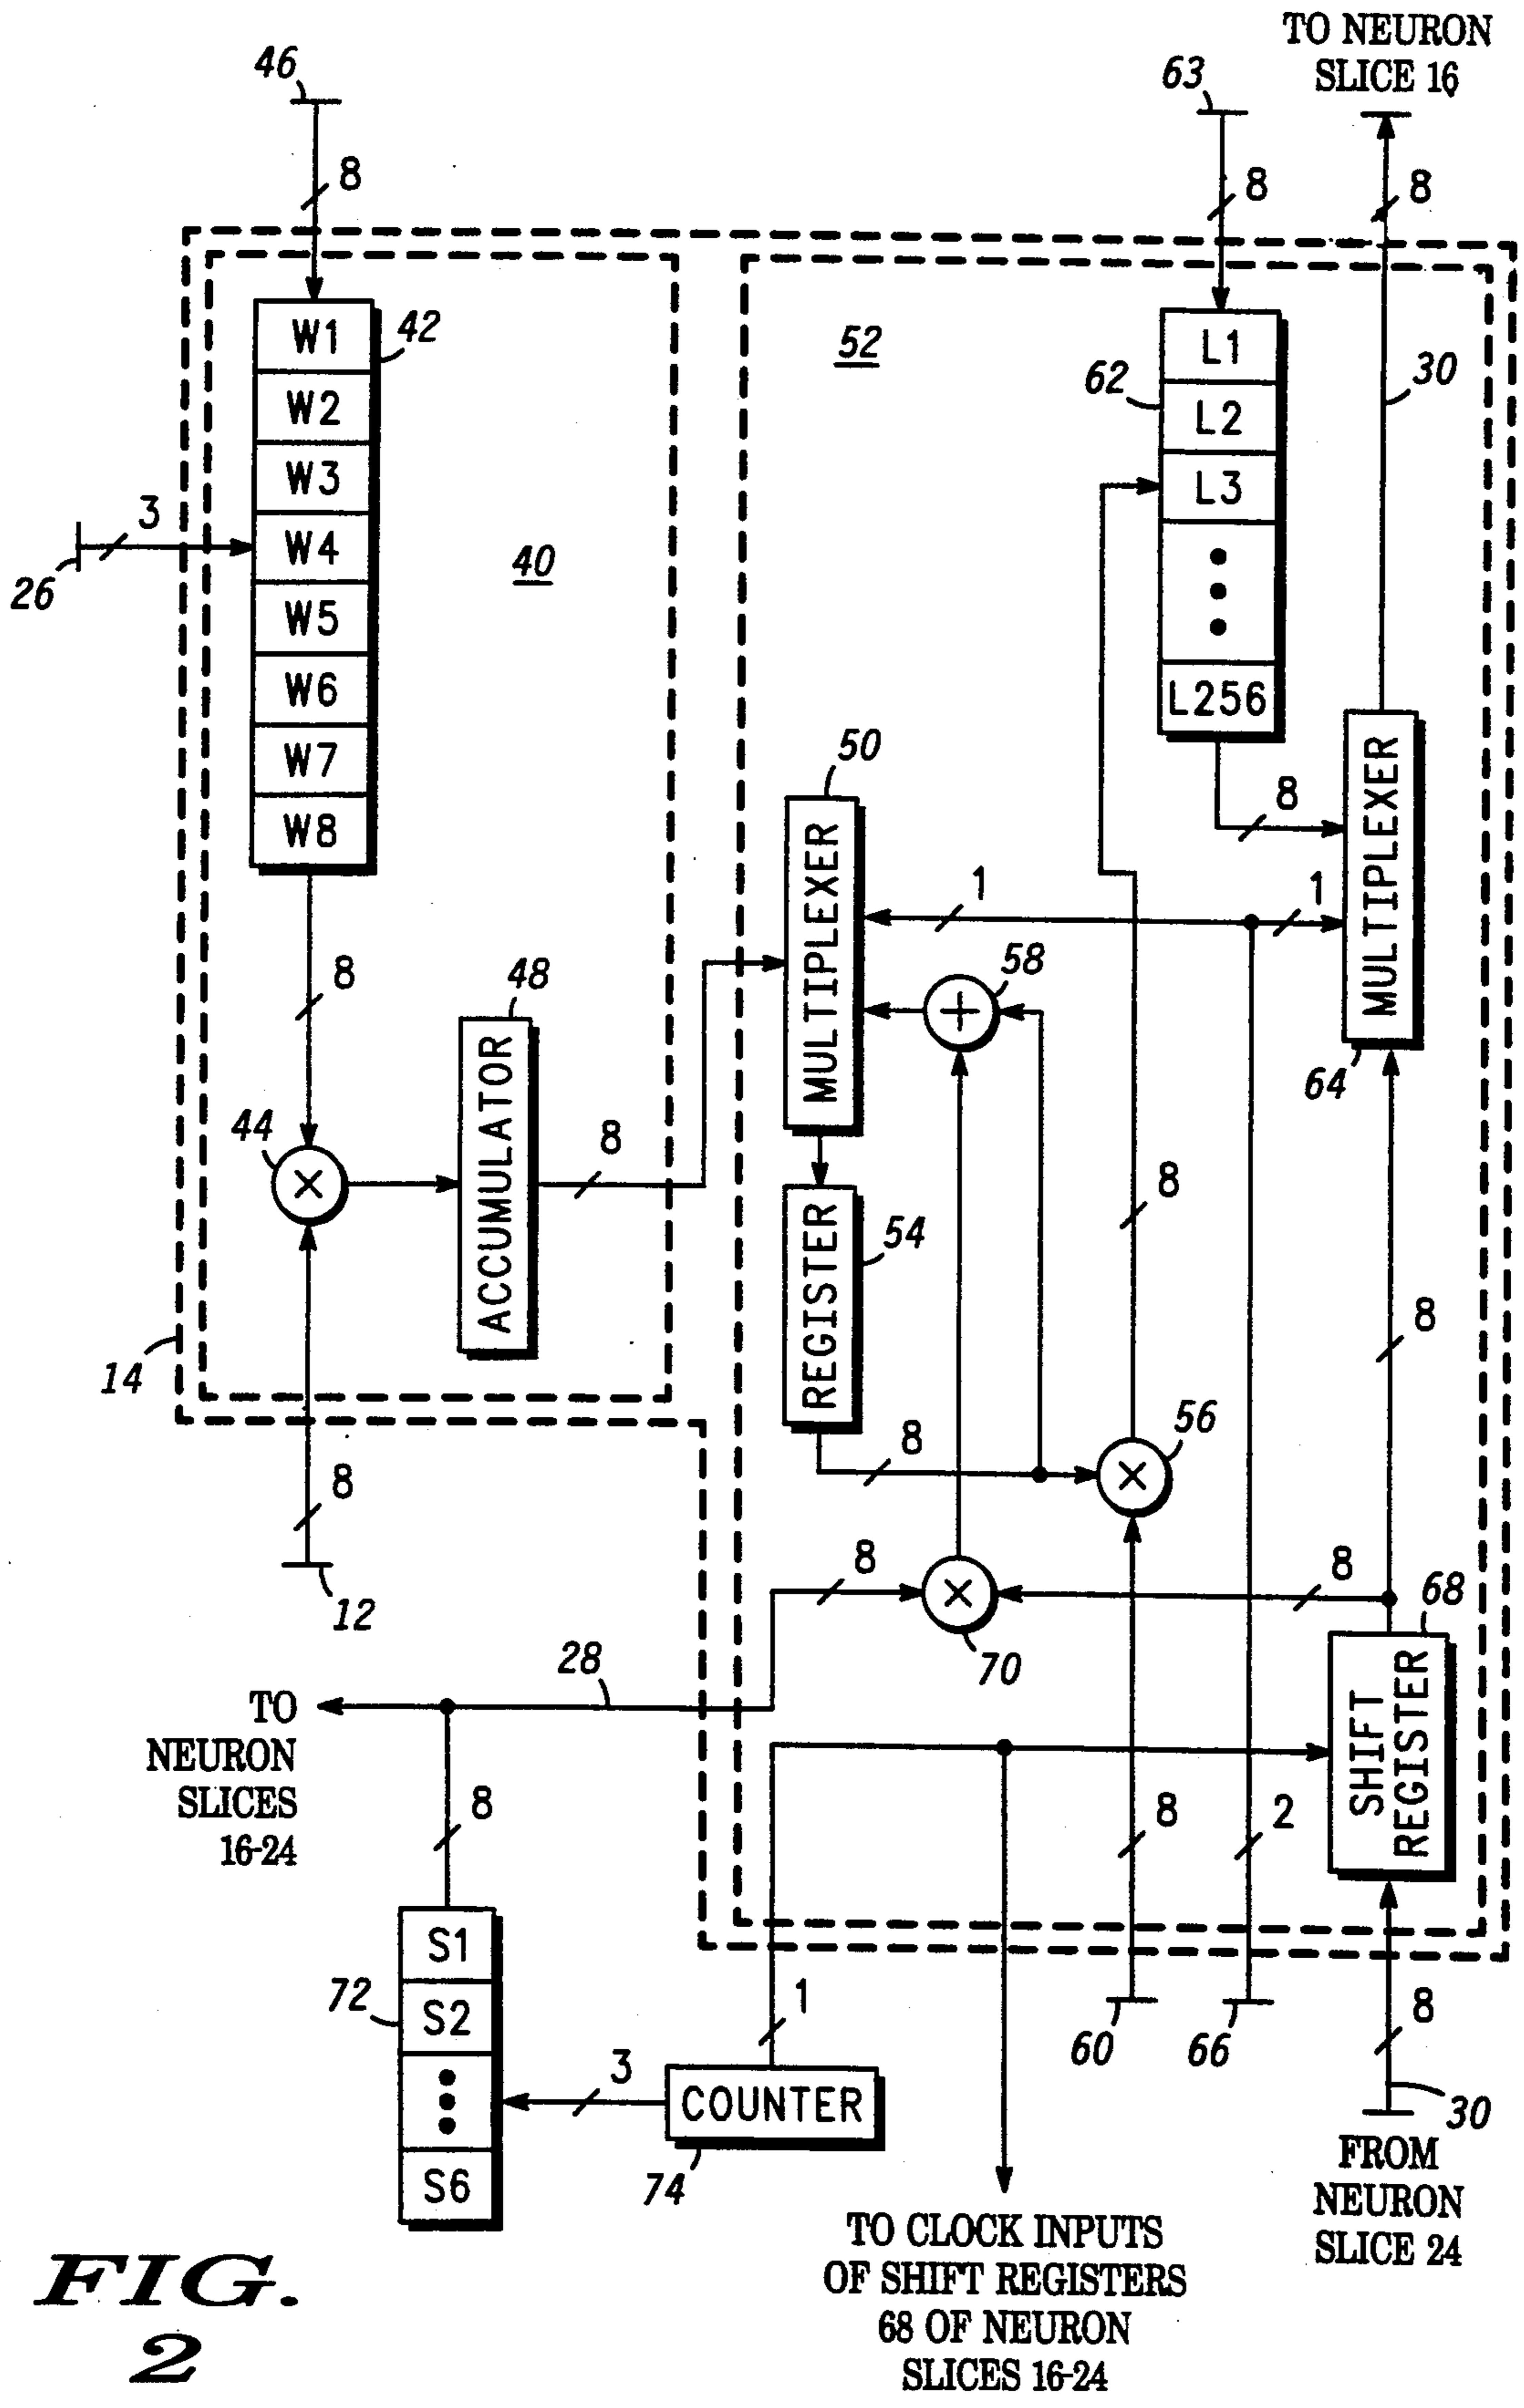 TO NEURON
SLICE 16
46
63
8
8
8
42
52
W1
W2
W3
W4
W5
W6
W7
W8
L1
L2
L3
L256
62
30
3
26
40
50
8
MULTIPLEXER
MULTIPLEXER
1
1
58
+
64
8
48
ACCUMULATOR
44
×
8
8
REGISTER
54
8
14
8
56
×
8
12
8
8
×
70
68
SHIFT
REGISTER
28
TO
NEURON
SLICES
16-24
8
8
2
S1
S2
S6
72
1
3
COUNTER
74
60
66
8
30
FROM
NEURON
SLICE 24
TO CLOCK INPUTS
OF SHIFT REGISTERS
68 OF NEURON
SLICES 16-24
FIG.
2